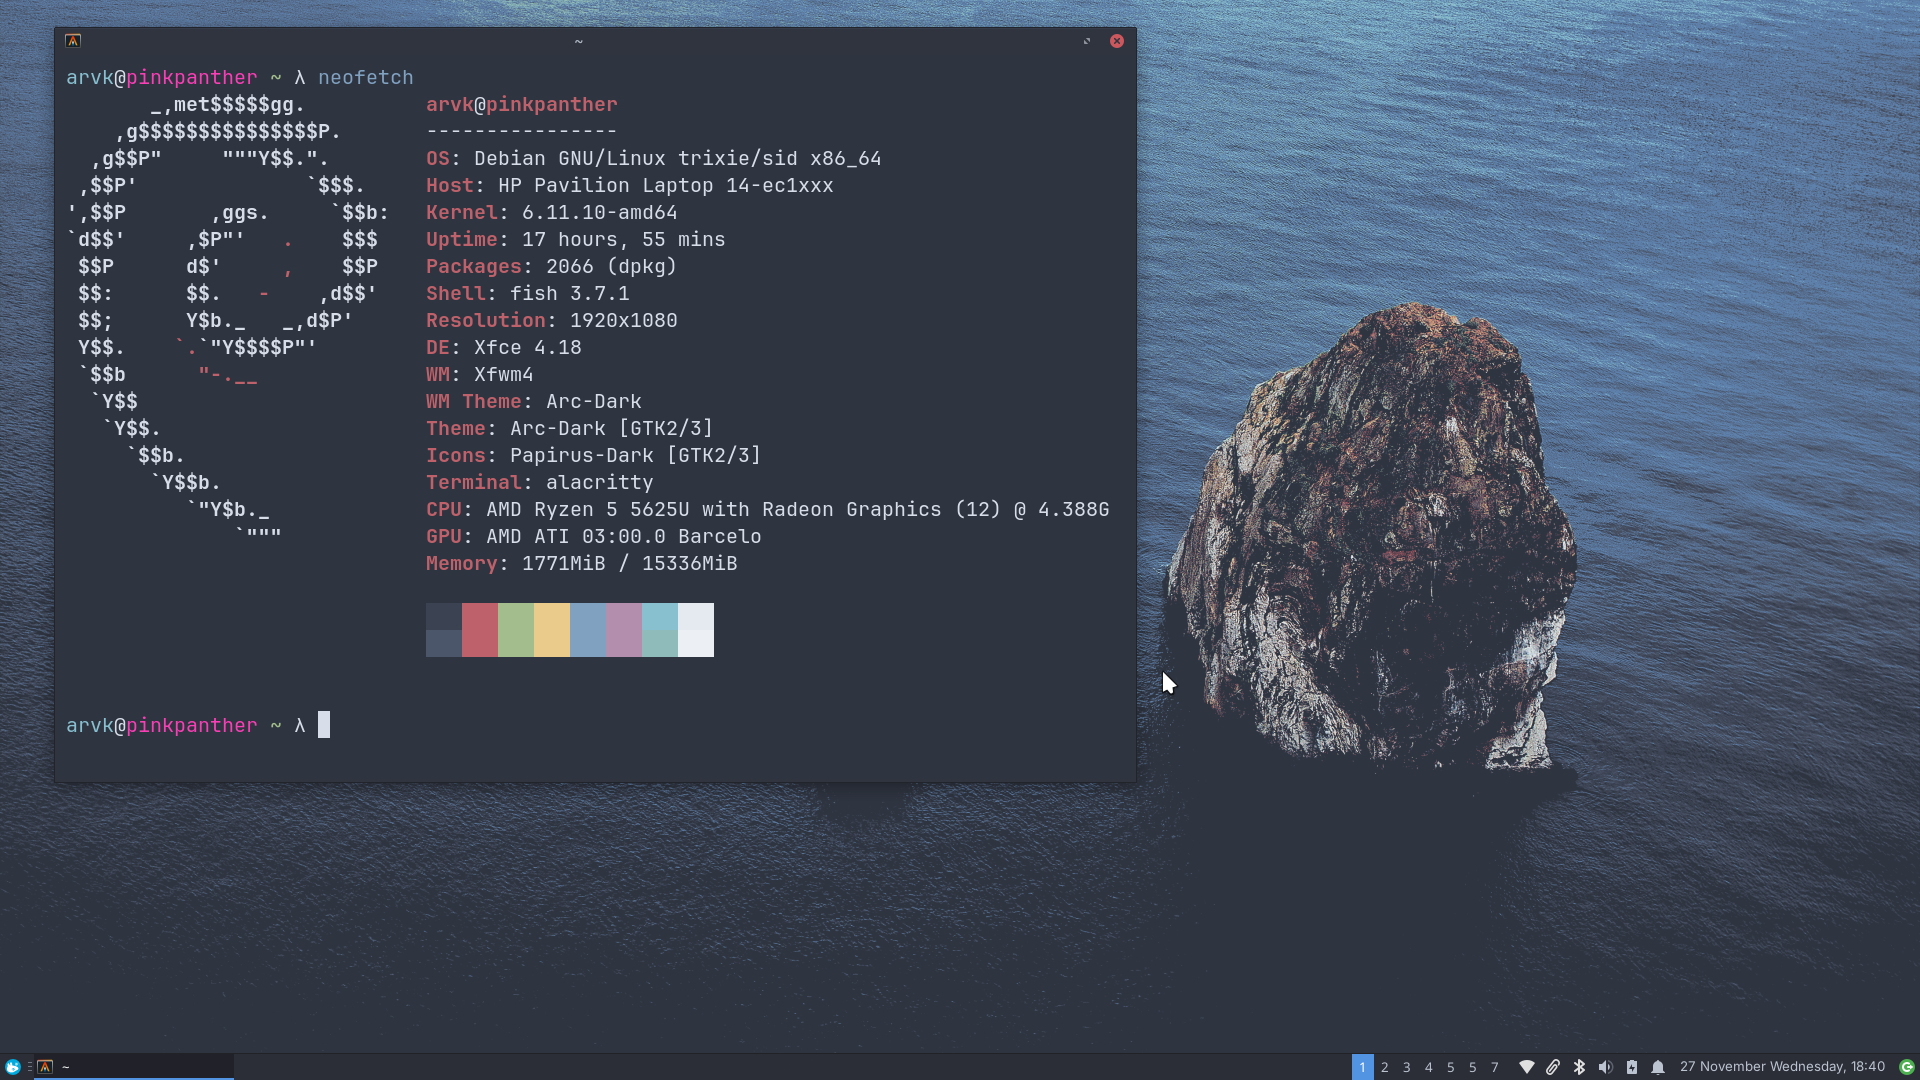 ~
arvk@pinkpanther ~ λ neofetch
       _,met$$$$$gg.          arvk@pinkpanther
    ,g$$$$$$$$$$$$$$$P.       ----------------
  ,g$$P"     """Y$$.".        OS: Debian GNU/Linux trixie/sid x86_64
 ,$$P'              `$$$.     Host: HP Pavilion Laptop 14-ec1xxx
',$$P       ,ggs.     `$$b:   Kernel: 6.11.10-amd64
`d$$'     ,$P"'   .    $$$    Uptime: 17 hours, 55 mins
 $$P      d$'     ,    $$P    Packages: 2066 (dpkg)
 $$:      $$.   -    ,d$$'    Shell: fish 3.7.1
 $$;      Y$b._   _,d$P'      Resolution: 1920x1080
 Y$$.    `.`"Y$$$$P"'         DE: Xfce 4.18
 `$$b      "-.__              WM: Xfwm4
  `Y$$                        WM Theme: Arc-Dark
   `Y$$.                      Theme: Arc-Dark [GTK2/3]
     `$$b.                    Icons: Papirus-Dark [GTK2/3]
       `Y$$b.                 Terminal: alacritty
          `"Y$b._             CPU: AMD Ryzen 5 5625U with Radeon Graphics (12) @ 4.388G
              `"""            GPU: AMD ATI 03:00.0 Barcelo
                              Memory: 1771MiB / 15336MiB
arvk@pinkpanther ~ λ
~ 1 2 3 4 5 5 7 27 November Wednesday, 18:40